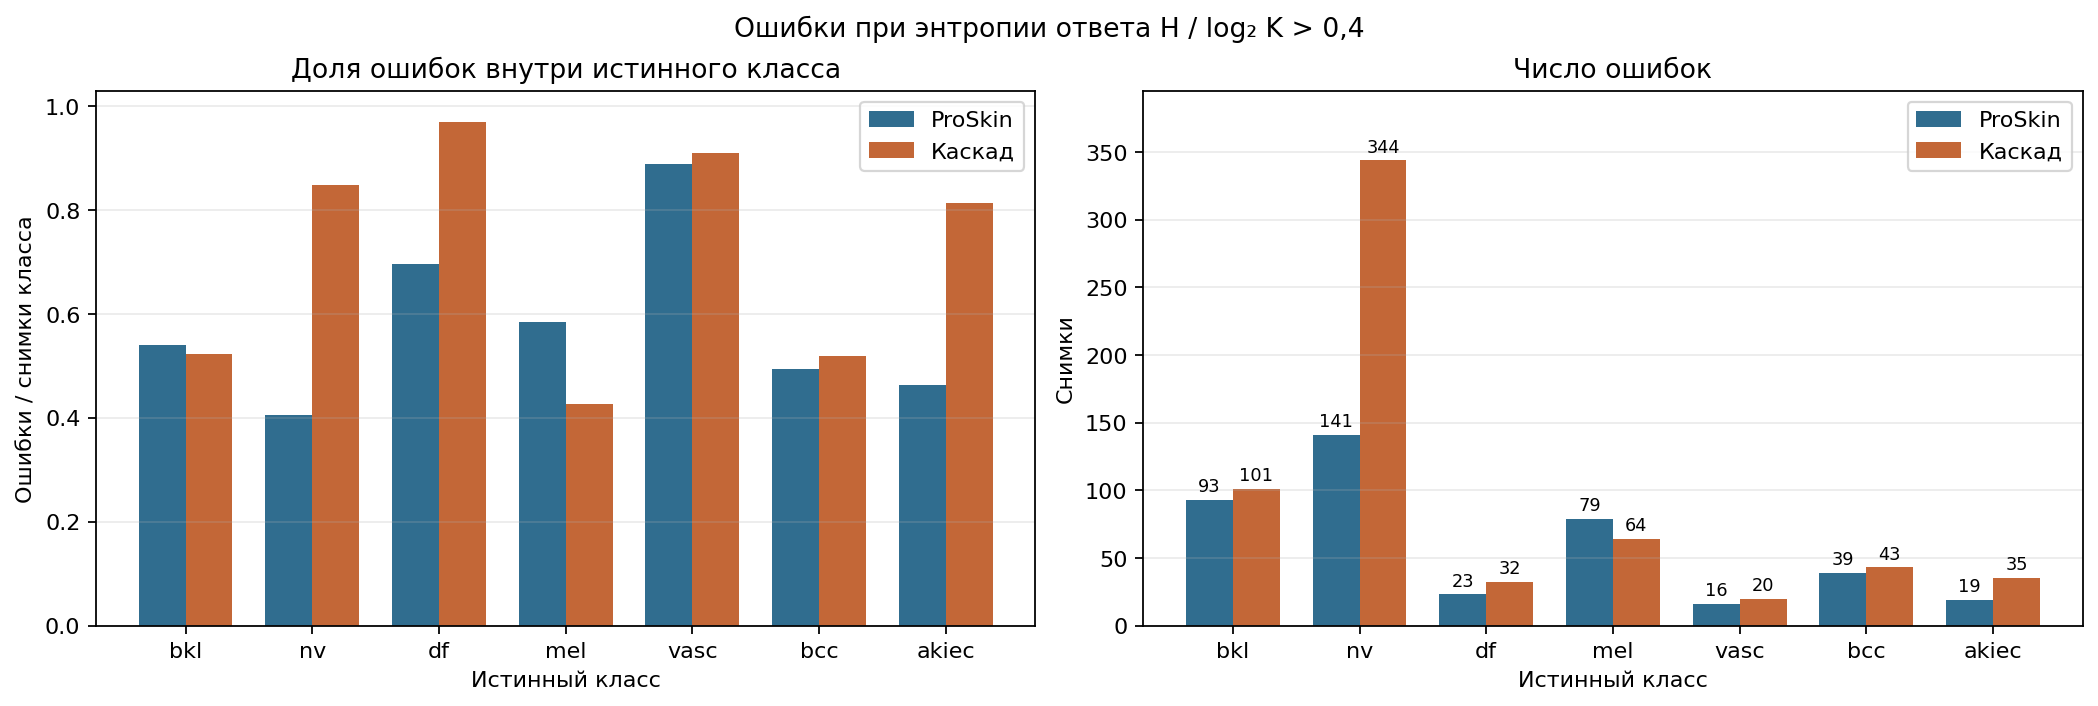 Ошибки при энтропии ответа H / log₂ K > 0,4
Доля ошибок внутри истинного класса
Ошибки / снимки класса
1.0
0.8
0.6
0.4
0.2
0.0
ProSkin
Каскад
bkl nv df mel vasc bcc akiec
Истинный класс
Число ошибок
Снимки
350
300
250
200
150
100
50
0
ProSkin
Каскад
93 101 141 344 23 32 79 64 16 20 39 43 19 35
bkl nv df mel vasc bcc akiec
Истинный класс